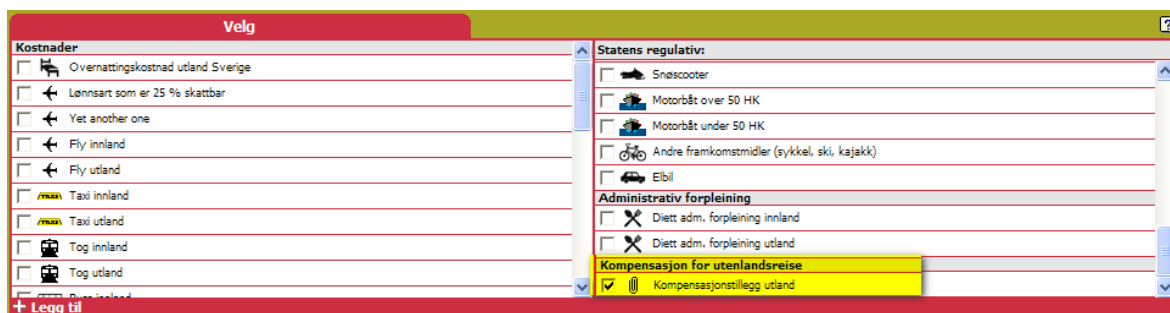 Velg
?
Kostnader
Overnattingskostnad utland Sverige
Lønnsart som er 25 % skattbar
Yet another one
Fly innland
Fly utland
TAXI Taxi innland
TAXI Taxi utland
Tog innland
Tog utland
Statens regulativ:
Snøscooter
Motorbåt over 50 HK
Motorbåt under 50 HK
Andre framkomstmidler (sykkel, ski, kajakk)
Elbil
Administrativ forpleining
Diett adm. forpleining innland
Diett adm. forpleining utland
Kompensasjon for utenlandsreise
Kompensasjonstillegg utland
+ Legg til